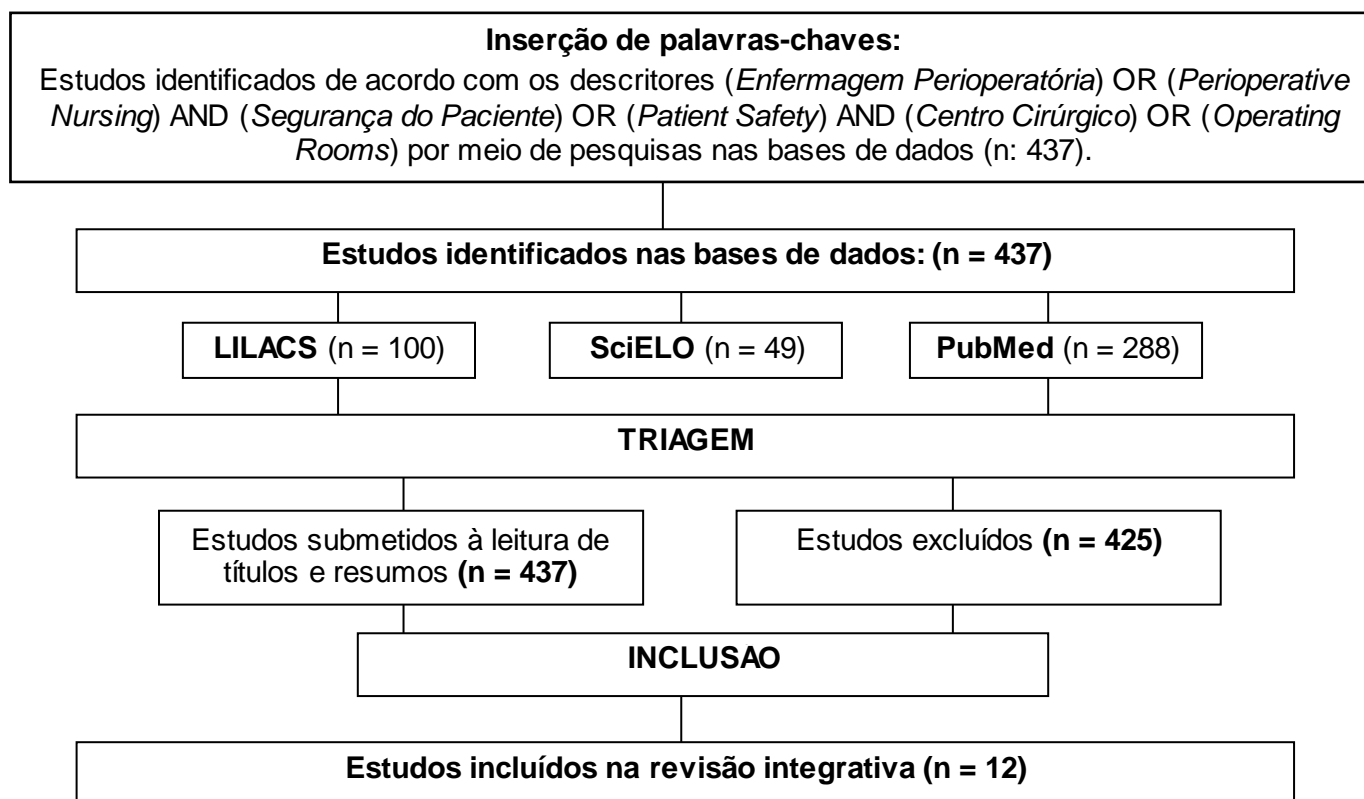 Inserção de palavras-chaves:
Estudos identificados de acordo com os descritores (Enfermagem Perioperatória) OR (Perioperative
Nursing) AND (Segurança do Paciente) OR (Patient Safety) AND (Centro Cirúrgico) OR (Operating
Rooms) por meio de pesquisas nas bases de dados (n: 437).
Estudos identificados nas bases de dados: (n = 437)
LILACS (n = 100)
SciELO (n = 49)
PubMed (n = 288)
TRIAGEM
Estudos submetidos à leitura de
títulos e resumos (n = 437)
Estudos excluídos (n = 425)
INCLUSAO
Estudos incluídos na revisão integrativa (n = 12)